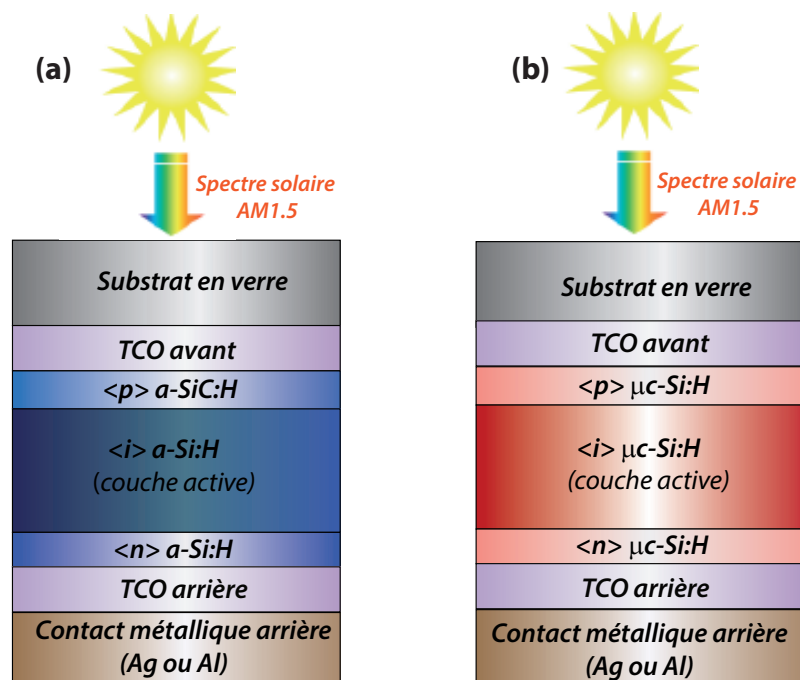 (a)
Spectre solaire
AM1.5
Substrat en verre
TCO avant
<p> a-SiC:H
<i> a-Si:H
(couche active)
<n> a-Si:H
TCO arrière
Contact métallique arrière
(Ag ou Al)
(b)
Spectre solaire
AM1.5
Substrat en verre
TCO avant
<p> μc-Si:H
<i> μc-Si:H
(couche active)
<n> μc-Si:H
TCO arrière
Contact métallique arrière
(Ag ou Al)